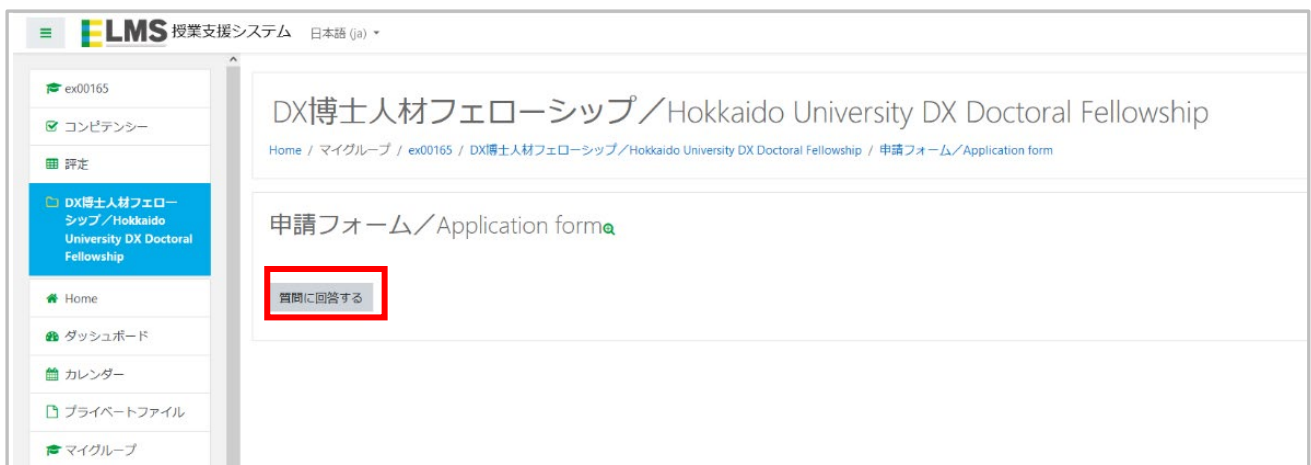 ELMS 授業支援システム 日本語 (ja)
ex00165
コンピテンシー
評定
DX博士人材フェロー
シップ／Hokkaido
University DX Doctoral
Fellowship
Home
ダッシュボード
カレンダー
プライベートファイル
マイグループ
DX博士人材フェローシップ／Hokkaido University DX Doctoral Fellowship
Home / マイグループ / ex00165 / DX博士人材フェローシップ／Hokkaido University DX Doctoral Fellowship / 申請フォーム／Application form
申請フォーム／Application form
質問に回答する